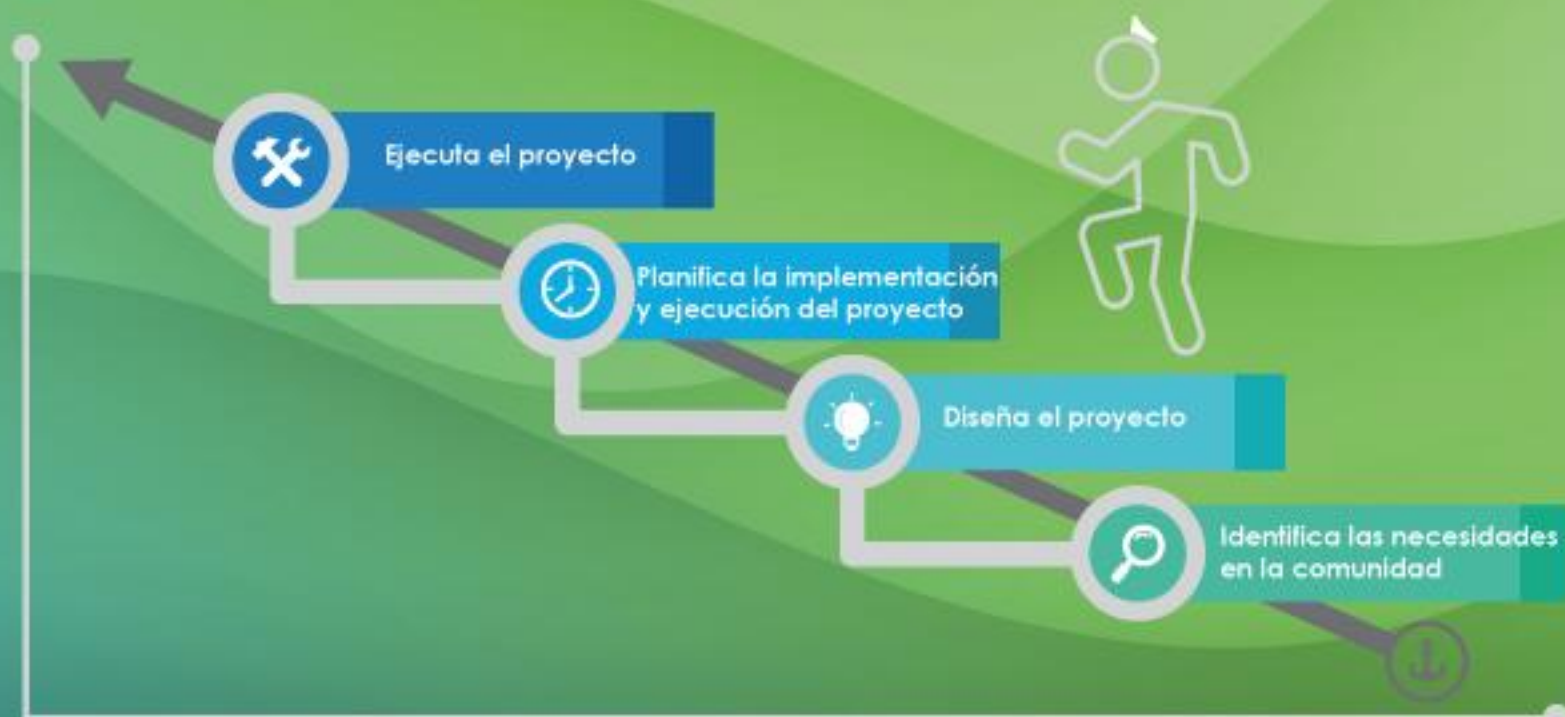 Ejecuta el proyecto
Planifica la implementación
y ejecución del proyecto
Diseña el proyecto
Identifica las necesidades
en la comunidad